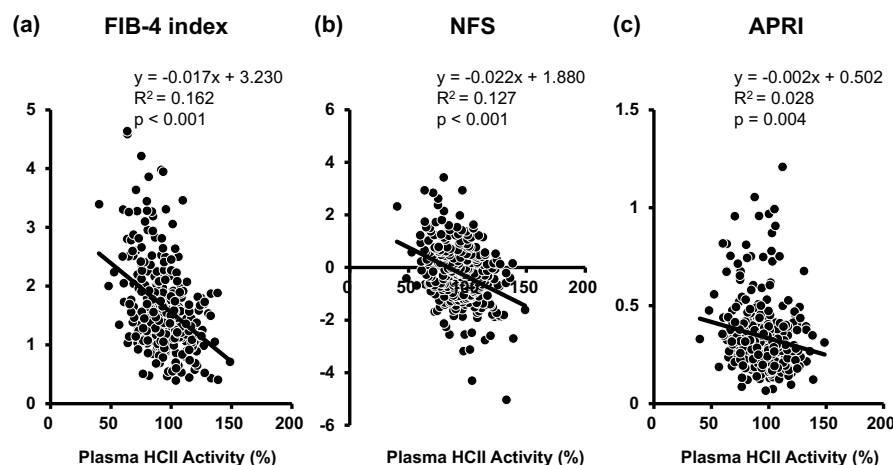 (a) FIB-4 index
y = -0.017x + 3.230
R² = 0.162
p < 0.001
5
4
3
2
1
0
0 50 100 150 200
Plasma HCII Activity (%)
(b) NFS
y = -0.022x + 1.880
R² = 0.127
p < 0.001
6
4
2
0
-2
-4
-6
0 50 100 150 200
Plasma HCII Activity (%)
(c) APRI
y = -0.002x + 0.502
R² = 0.028
p = 0.004
1.5
1
0.5
0
0 50 100 150 200
Plasma HCII Activity (%)